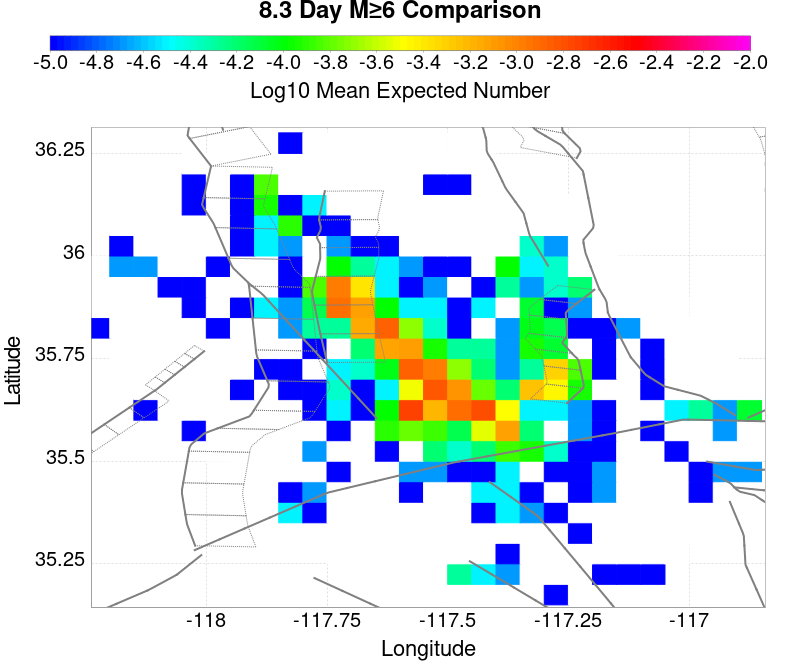 8.3 Day M≥6 Comparison
-5.0 -4.8 -4.6 -4.4 -4.2 -4.0 -3.8 -3.6 -3.4 -3.2 -3.0 -2.8 -2.6 -2.4 -2.2 -2.0
Log10 Mean Expected Number
36.25
36
35.75
35.5
35.25
Latitude
-118 -117.75 -117.5 -117.25 -117
Longitude